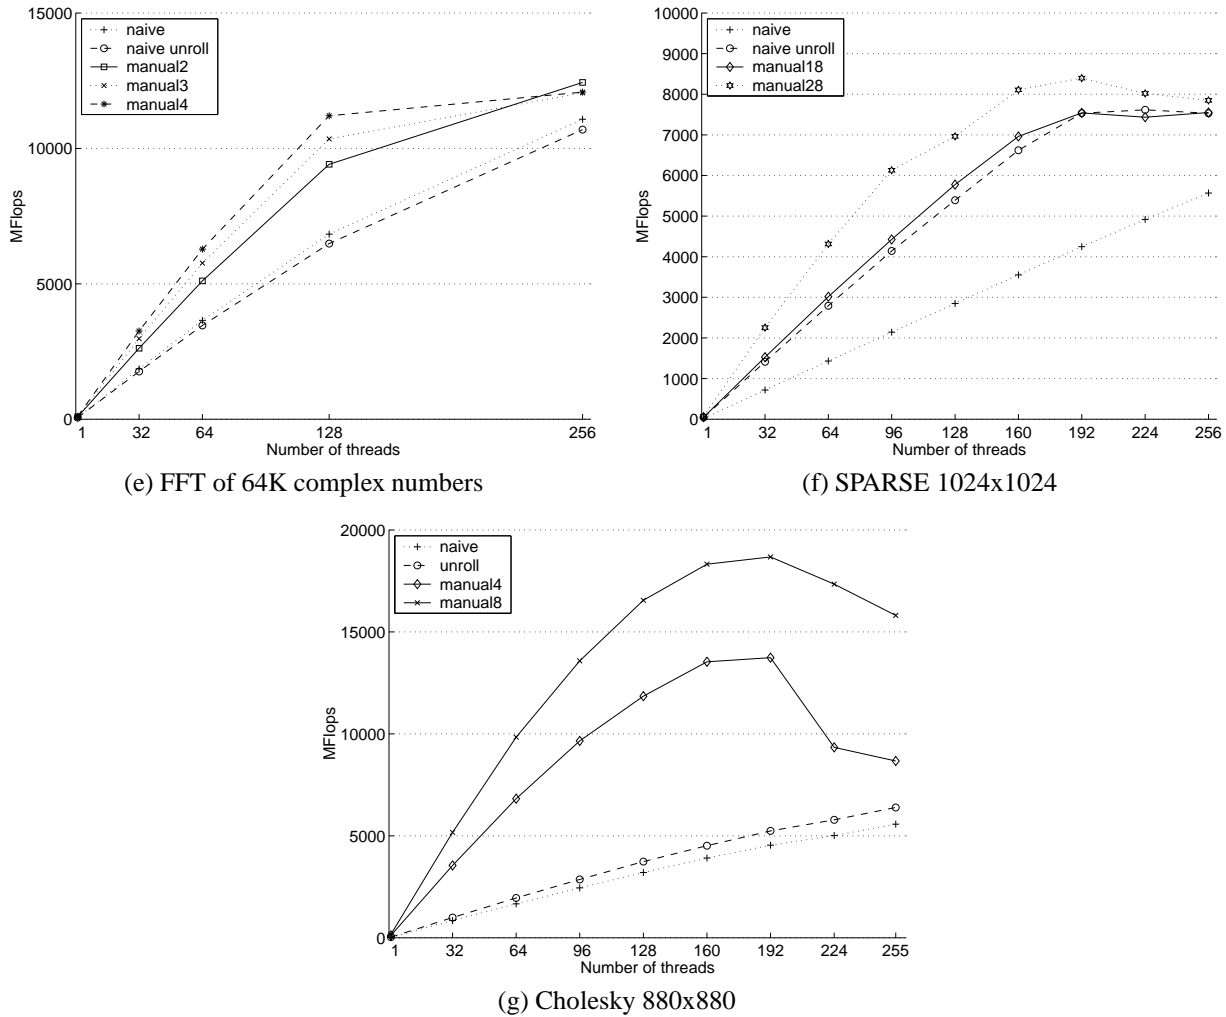 15000
10000
5000
0
MFlops
naive
naive unroll
manual2
manual3
manual4
1 32 64 128 256
Number of threads
(e) FFT of 64K complex numbers
10000
9000
8000
7000
6000
5000
4000
3000
2000
1000
0
MFlops
naive
naive unroll
manual18
manual28
1 32 64 96 128 160 192 224 256
Number of threads
(f) SPARSE 1024x1024
20000
15000
10000
5000
0
MFlops
naive
unroll
manual4
manual8
1 32 64 96 128 160 192 224 255
Number of threads
(g) Cholesky 880x880